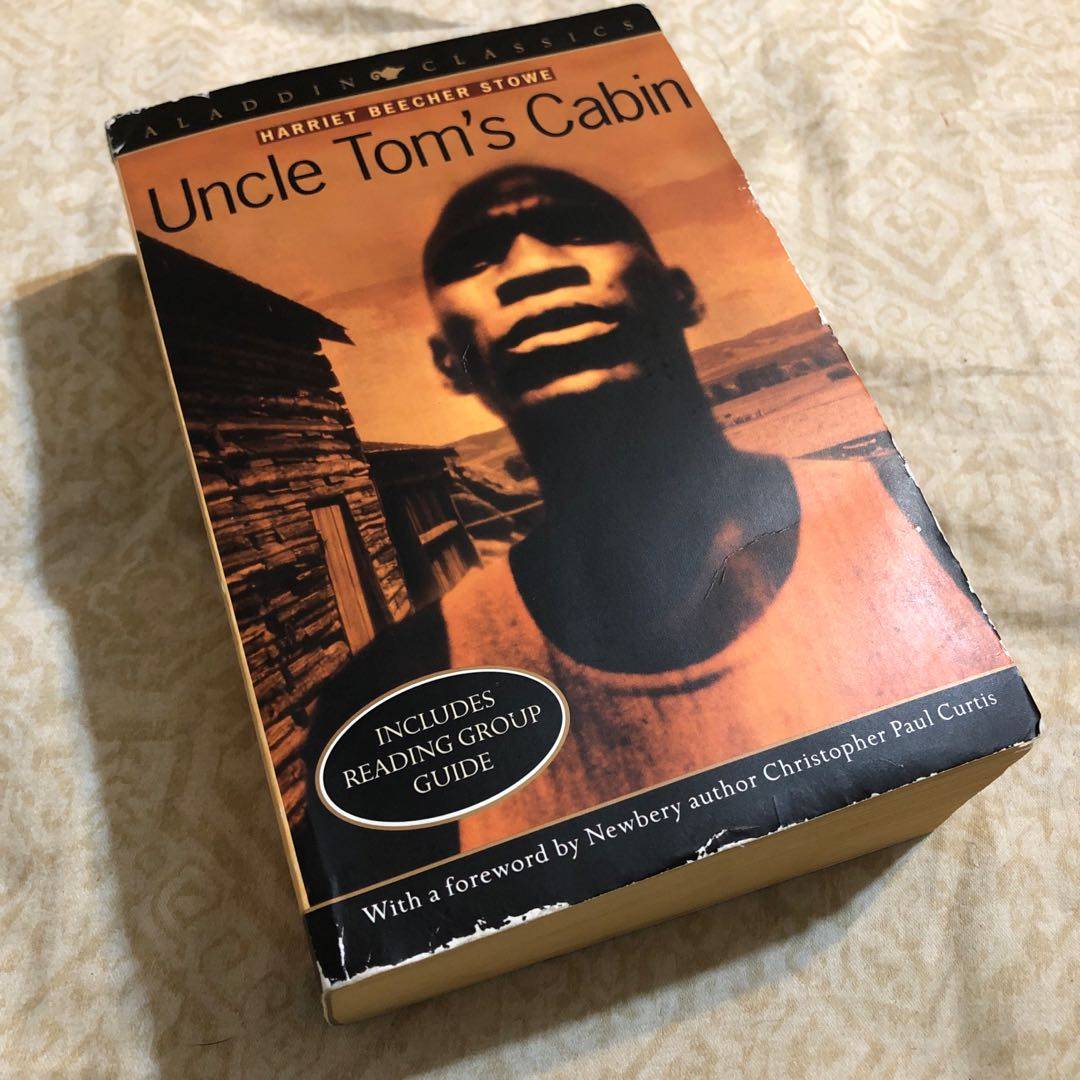 ALADDIN CLASSICS
HARRIET BEECHER STOWE
Uncle Tom's Cabin
INCLUDES
READING GROUP
GUIDE
With a foreword by Newbery author Christopher Paul Curtis